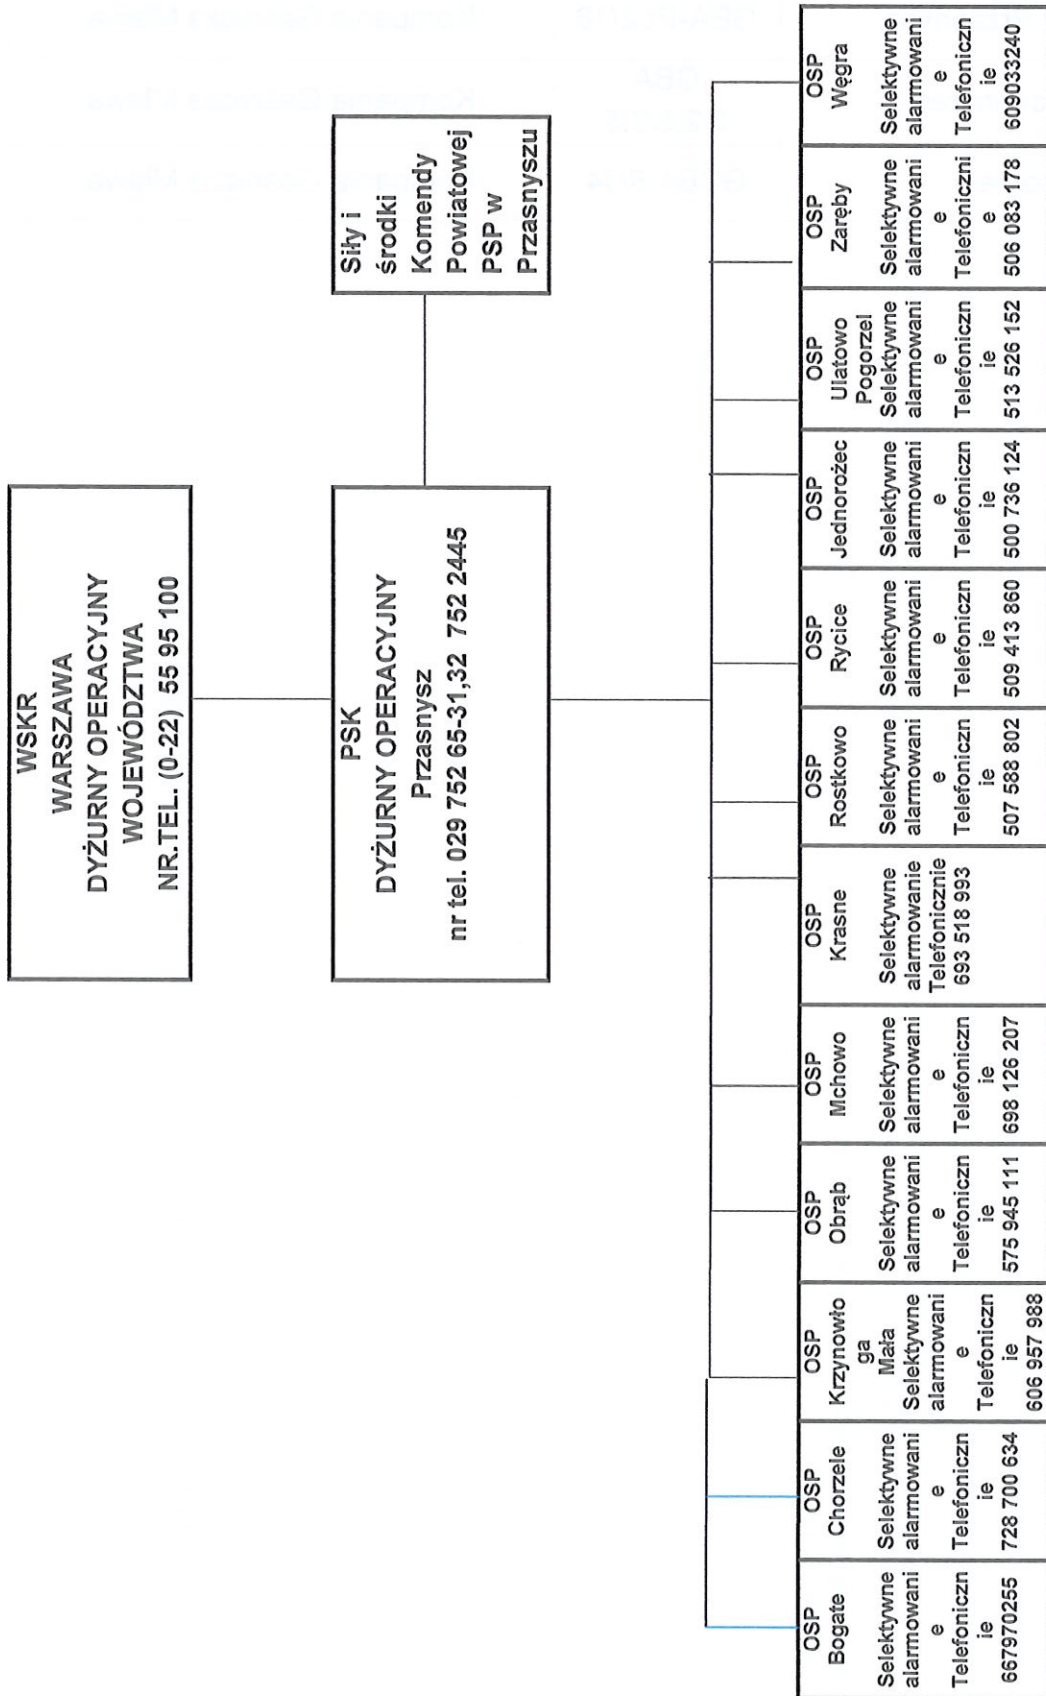 WSKR
WARSZAWA
DYŻURNY OPERACYJNY
WOJEWÓDZTWA
NR.TEL. (0-22) 55 95 100
PSK
DYŻURNY OPERACYJNY
Przasnysz
nr tel. 029 752 65-31,32 752 2445
Siły i
środki
Komendy
Powiatowej
PSP w
Przasnyszu
OSP
Bogate
Selektywne
alarmowani
e
Telefoniczn
ie
667970255
OSP
Chorzele
Selektywne
alarmowani
e
Telefoniczn
ie
728 700 634
OSP
Krzynowło
ga
Mała
Selektywne
alarmowani
e
Telefoniczn
ie
606 957 988
OSP
Obrąb
Selektywne
alarmowani
e
Telefoniczn
ie
575 945 111
OSP
Mchowo
Selektywne
alarmowani
e
Telefoniczn
ie
698 126 207
OSP
Krasne
Selektywne
alarmowanie
Telefonicznie
693 518 993
OSP
Rostkowo
Selektywne
alarmowani
e
Telefoniczn
ie
507 588 802
OSP
Rycice
Selektywne
alarmowani
e
Telefoniczn
ie
509 413 860
OSP
Jednorożec
Selektywne
alarmowani
e
Telefoniczn
ie
500 736 124
OSP
Ulatowo
Pogorzel
Selektywne
alarmowani
e
Telefoniczn
ie
513 526 152
OSP
Zaręby
Selektywne
alarmowani
e
Telefoniczni
e
506 083 178
OSP
Węgra
Selektywne
alarmowani
e
Telefoniczn
ie
609033240